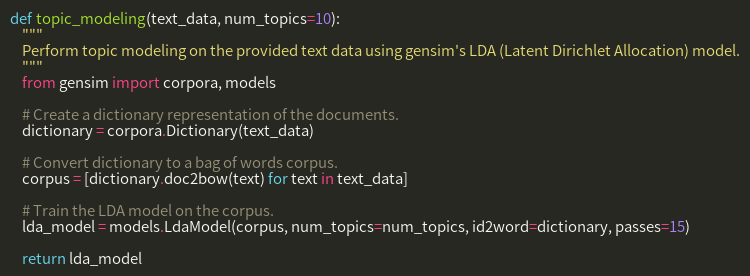 def topic_modeling(text_data, num_topics=10):
"""
Perform topic modeling on the provided text data using gensim's LDA (Latent Dirichlet Allocation) model.
"""
from gensim import corpora, models
# Create a dictionary representation of the documents.
dictionary = corpora.Dictionary(text_data)
# Convert dictionary to a bag of words corpus.
corpus = [dictionary.doc2bow(text) for text in text_data]
# Train the LDA model on the corpus.
lda_model = models.LdaModel(corpus, num_topics=num_topics, id2word=dictionary, passes=15)
return lda_model